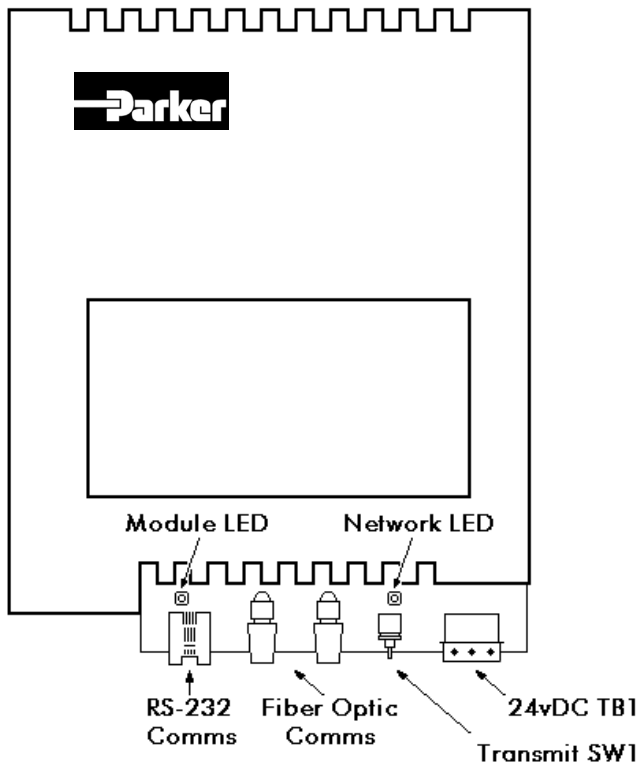 Parker
Module LED
Network LED
RS-232
Comms
Fiber Optic
Comms
24vDC TB1
Transmit SW1